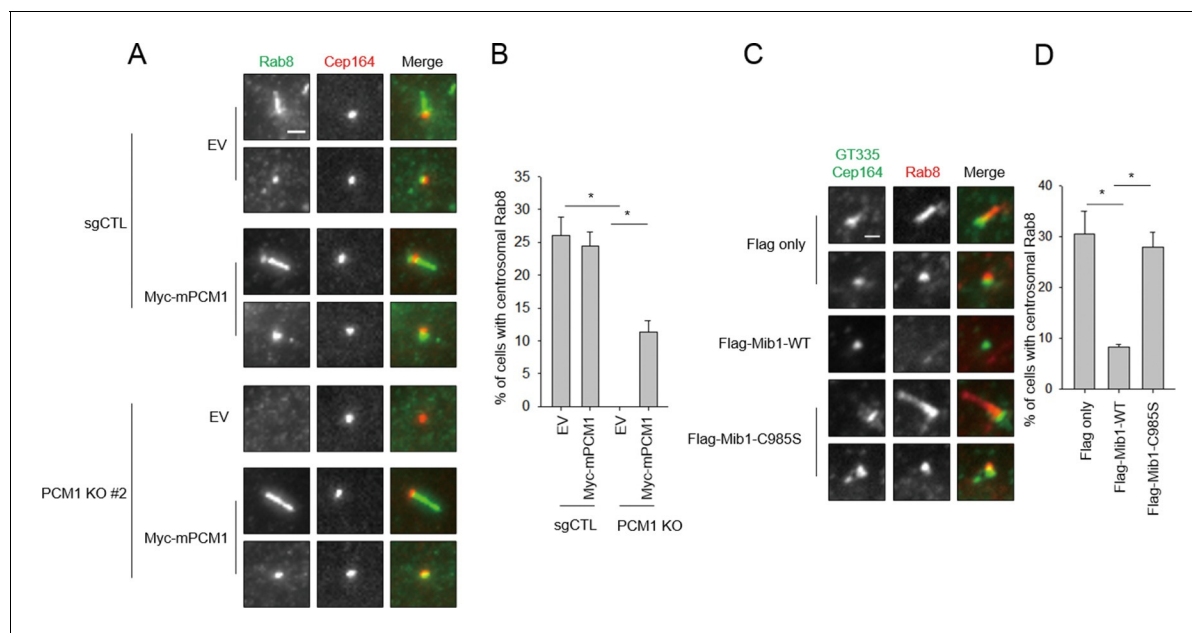 A
Rab8 Cep164 Merge
EV
sgCTL
Myc-mPCM1
EV
PCM1 KO #2
Myc-mPCM1
B
% of cells with centrosomal Rab8
35
30
25
20
15
10
5
0
* *
EV Myc-mPCM1 EV Myc-mPCM1
sgCTL PCM1 KO
C
GT335
Cep164 Rab8 Merge
Flag only
Flag-Mib1-WT
Flag-Mib1-C985S
D
% of cells with centrosomal Rab8
40
30
20
10
0
* *
Flag only Flag-Mib1-WT Flag-Mib1-C985S